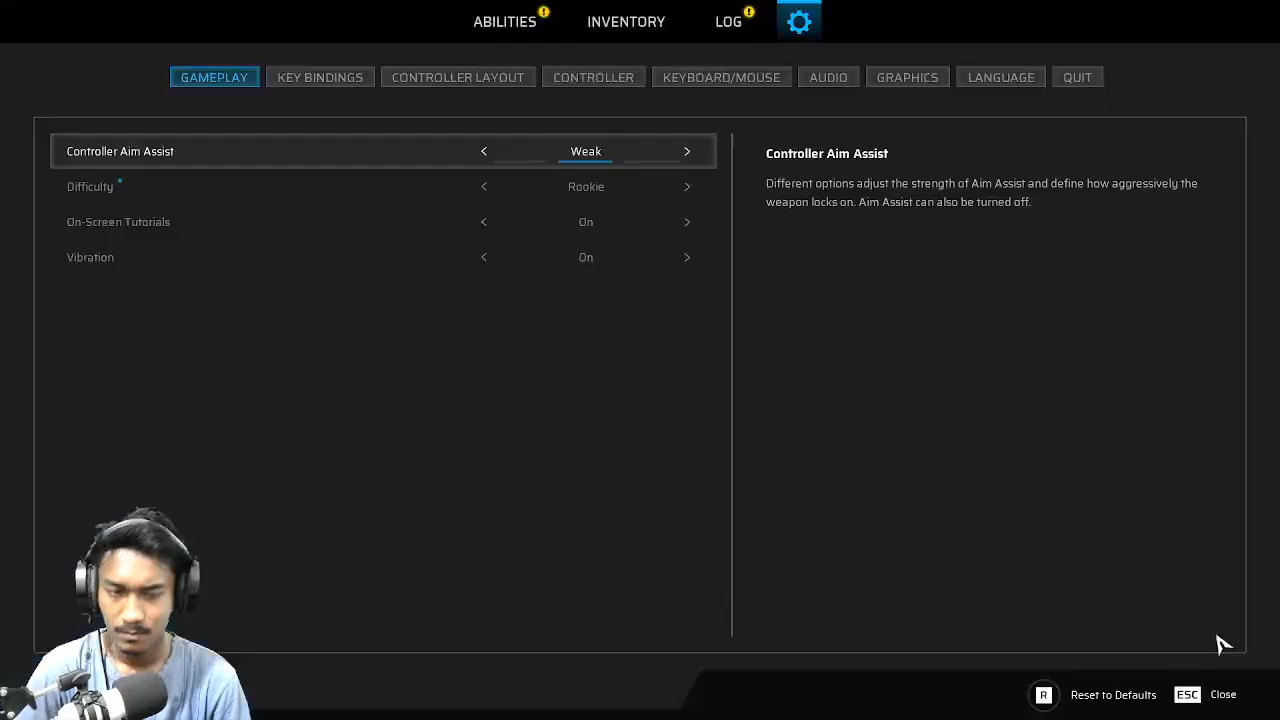 ABILITIES ! INVENTORY LOG !
GAMEPLAY KEY BINDINGS CONTROLLER LAYOUT CONTROLLER KEYBOARD/MOUSE AUDIO GRAPHICS LANGUAGE QUIT
Controller Aim Assist < Weak >
Difficulty < Rookie >
On-Screen Tutorials < On >
Vibration < On >
Controller Aim Assist
Different options adjust the strength of Aim Assist and define how aggressively the
weapon locks on. Aim Assist can also be turned off.
R Reset to Defaults ESC Close